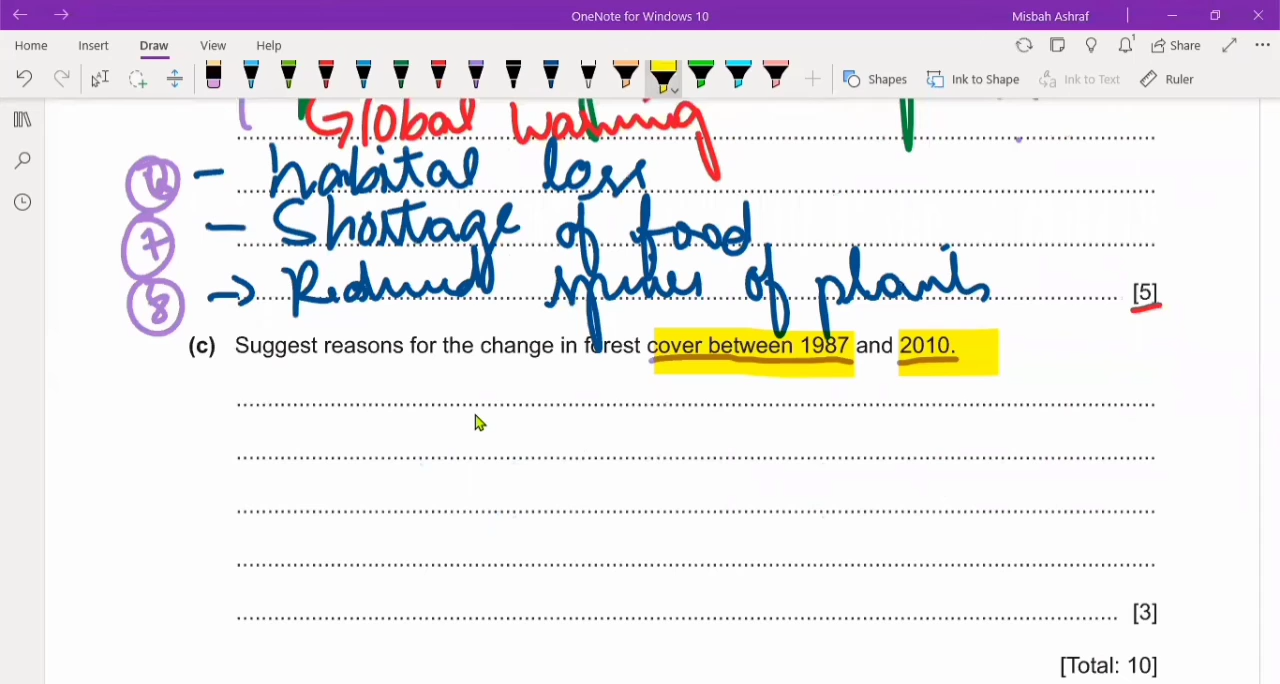 OneNote for Windows 10
Misbah Ashraf
Home Insert Draw View Help
Share
Shapes
Ink to Shape
Ink to Text
Ruler
Global warming
6 - habital loss
7 - Shortage of food
8 → Reduced spicies of plants [5]
(c) Suggest reasons for the change in forest cover between 1987 and 2010.
[3]
[Total: 10]